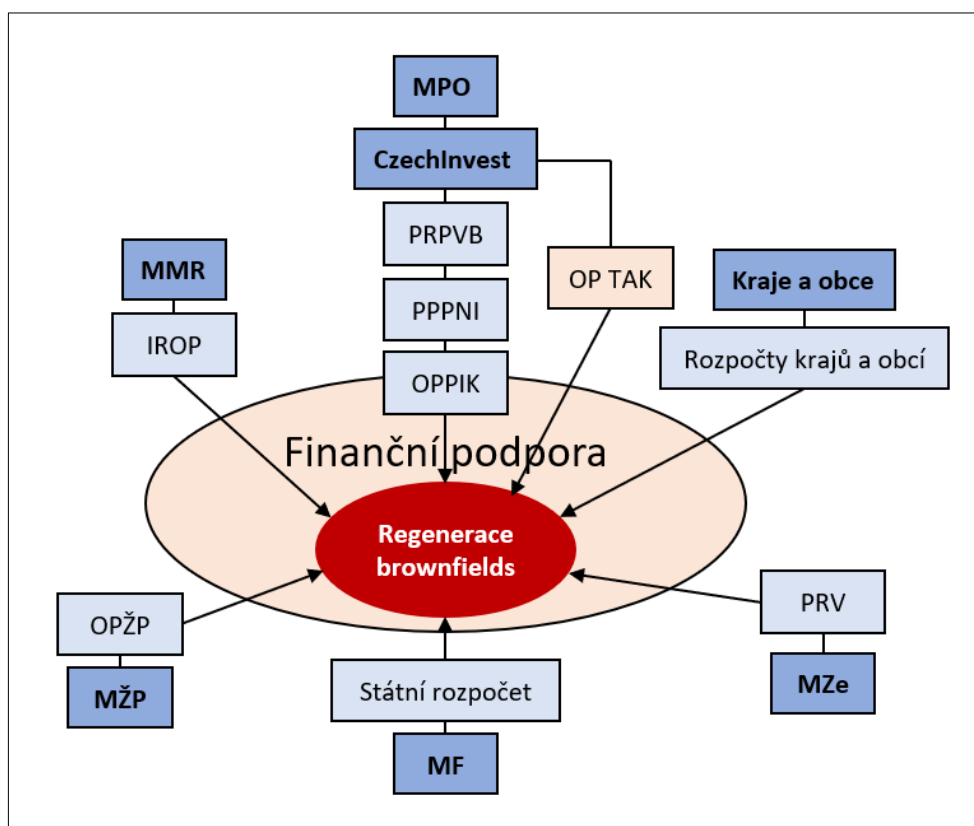 MPO
CzechInvest
PRPVB
MMR
OP TAK
Kraje a obce
PPPNI
IROP
Rozpočty krajů a obcí
OPPIK
Finanční podpora
Regenerace
brownfields
PRV
OPŽP
Státní rozpočet
MŽP
MZe
MF